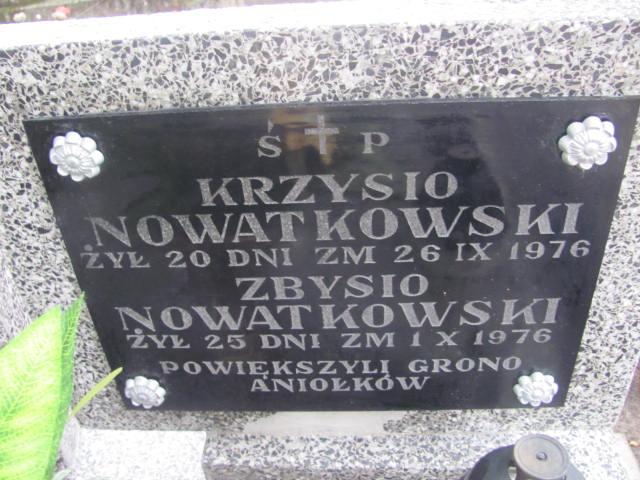 Ś P
KRZYSIO
NOWATKOWSKI
ŻYŁ 20 DNI ZM 26 IX 1976
ZBYSIO
NOWATKOWSKI
ŻYŁ 25 DNI ZM 1 X 1976
POWIEKSZYLI GRONO
ANIOŁKÓW